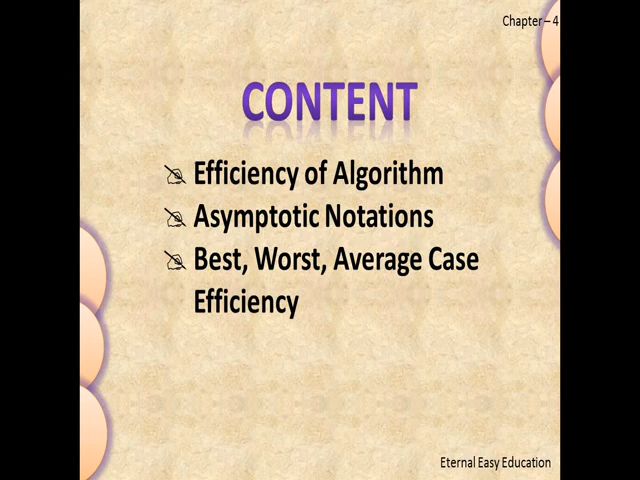 Chapter – 4
CONTENT
Efficiency of Algorithm
Asymptotic Notations
Best, Worst, Average Case
Efficiency
Eternal Easy Education